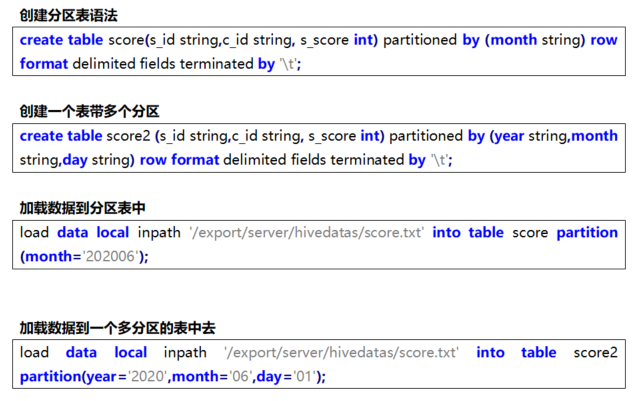 创建分区表语法
create table score(s_id string,c_id string, s_score int) partitioned by (month string) row
format delimited fields terminated by '\t';
创建一个表带多个分区
create table score2 (s_id string,c_id string, s_score int) partitioned by (year string,month
string,day string) row format delimited fields terminated by '\t';
加载数据到分区表中
load data local inpath '/export/server/hivedatas/score.txt' into table score partition
(month='202006');
加载数据到一个多分区的表中去
load data local inpath '/export/server/hivedatas/score.txt' into table score2
partition(year='2020',month='06',day='01');